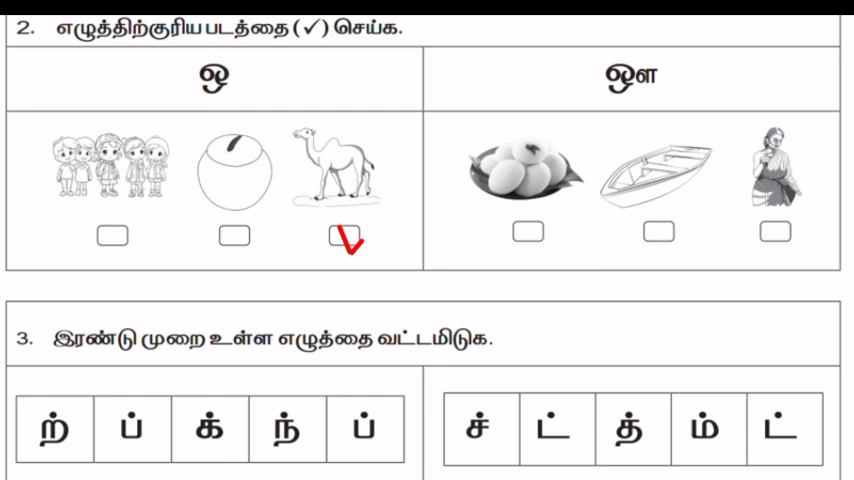 2. எழுத்திற்குரிய படத்தை (✓) செய்க.
ஒ ஔ
3. இரண்டு முறை உள்ள எழுத்தை வட்டமிடுக.
ற் ப் க் ந் ப் ச் ட் த் ம் ட்